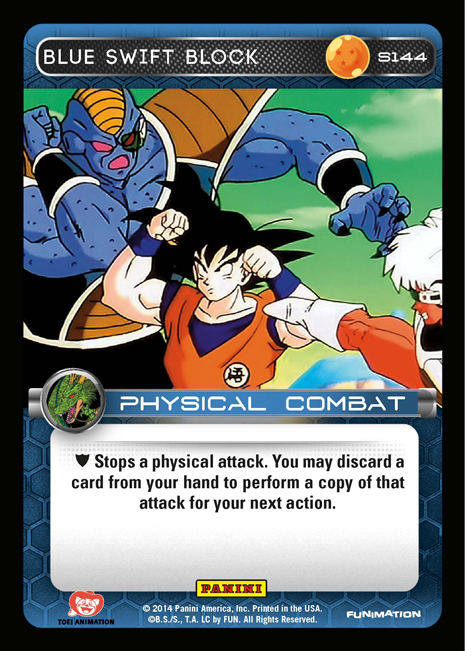 BLUE SWIFT BLOCK
S144
PHYSICAL COMBAT
Stops a physical attack. You may discard a
card from your hand to perform a copy of that
attack for your next action.
PANINI
TOEI ANIMATION
© 2014 Panini America, Inc. Printed in the USA.
©B.S./S., T.A. LC by FUN. All Rights Reserved.
FUNIMATION